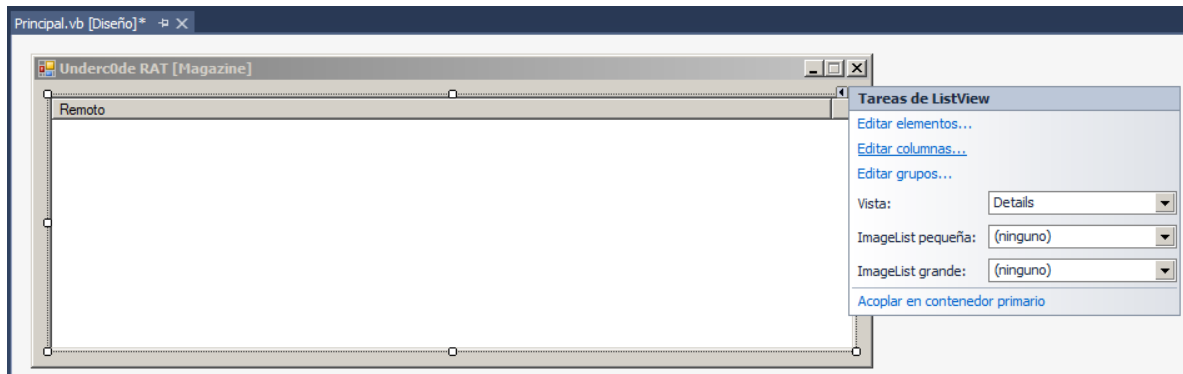 Principal.vb [Diseño]*
Underc0de RAT [Magazine]
Remoto
Tareas de ListView
Editar elementos...
Editar columnas...
Editar grupos...
Vista: Details
ImageList pequeña: (ninguno)
ImageList grande: (ninguno)
Acoplar en contenedor primario